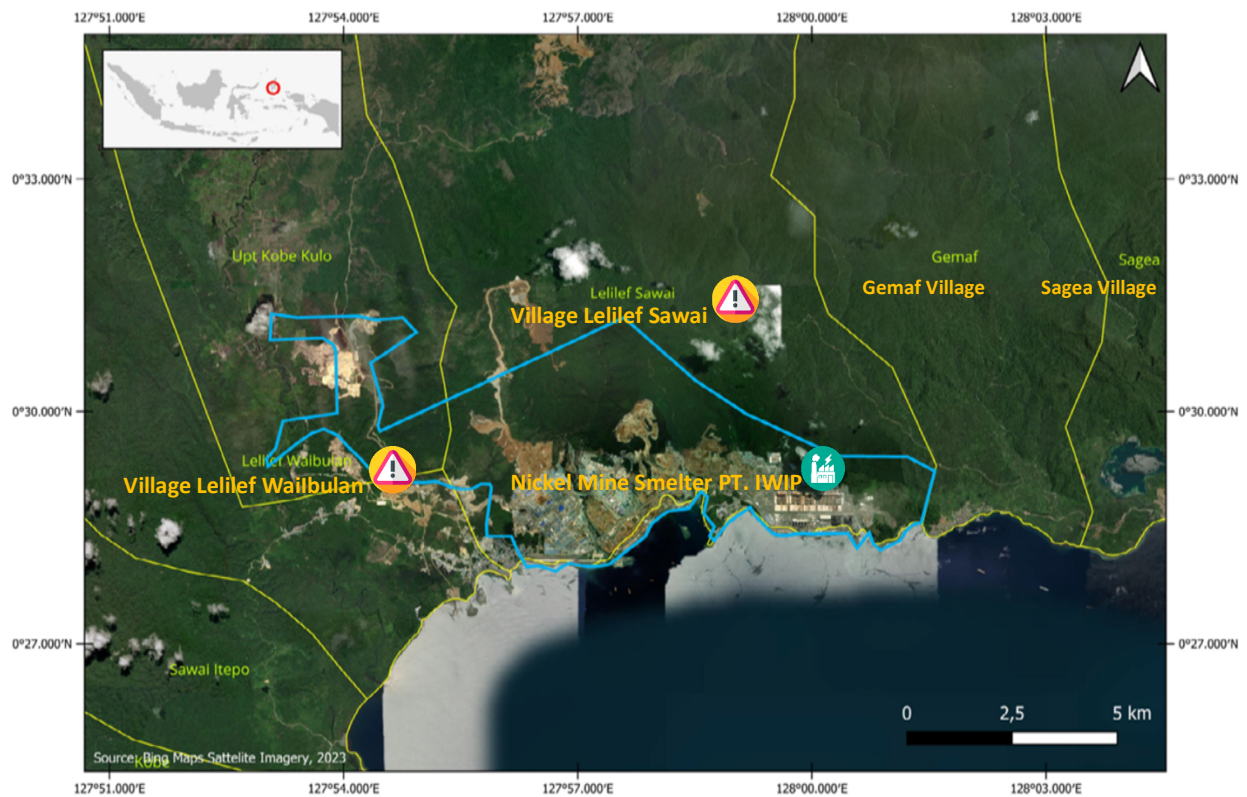 127°51.000′E 127°54.000′E 127°57.000′E 128°00.000′E 128°03.000′E
0°33.000′N 0°33.000′N
Upt Kobe Kulo
Gemaf
Sagea
Gemaf Village
Sagea Village
Lelilef Sawai
Village Lelilef Sawai
0°30.000′N 0°30.000′N
Lelilef Waibulan
Village Lelilef Wailbulan
Nickel Mine Smelter PT. IWIP
0°27.000′N 0°27.000′N
Sawai Itepo
0 2,5 5 km
Source: Bing Maps Sattelite Imagery, 2023
Kobe
127°51.000′E 127°54.000′E 127°57.000′E 128°00.000′E 128°03.000′E